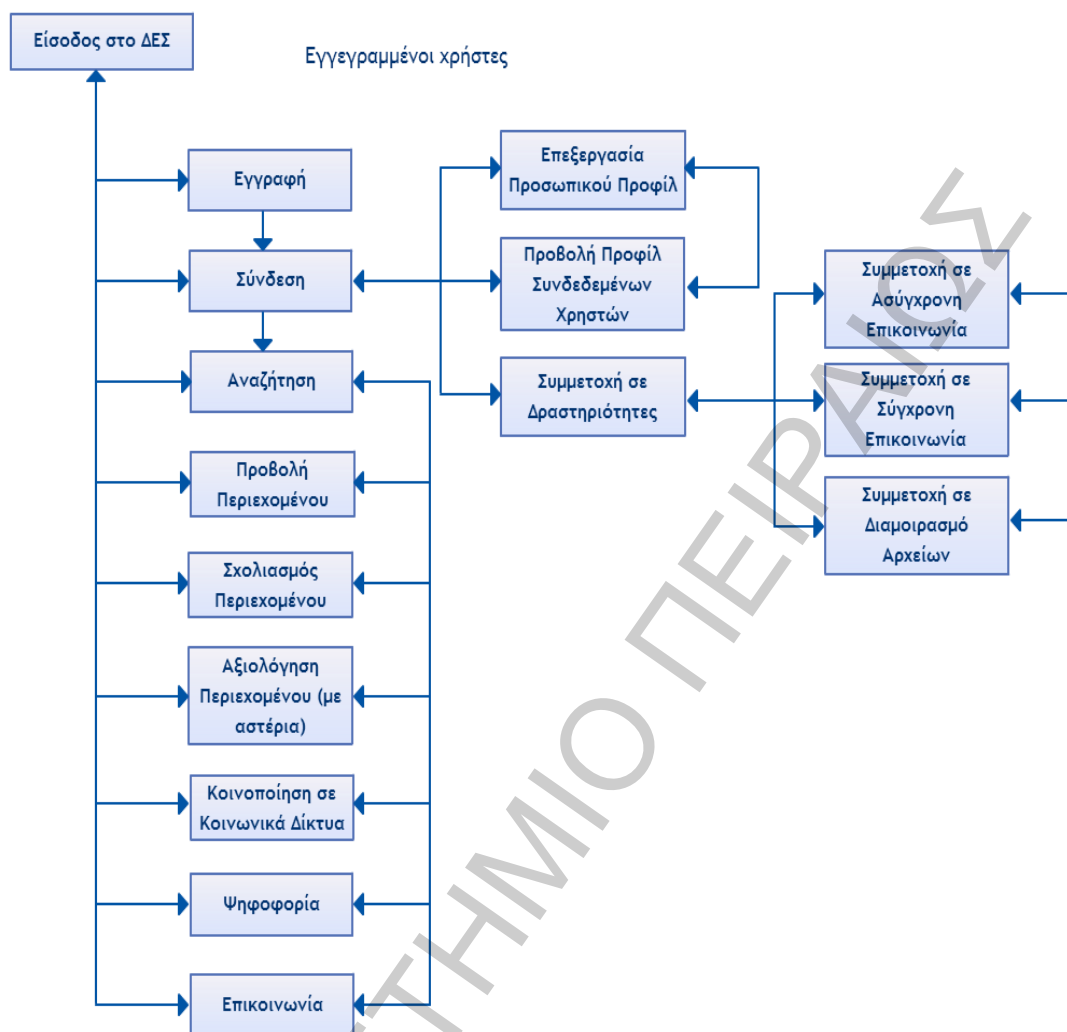 Είσοδος στο ΔΕΣ
Εγγεγραμμένοι χρήστες
Εγγραφή
Σύνδεση
Αναζήτηση
Προβολή
Περιεχομένου
Σχολιασμός
Περιεχομένου
Αξιολόγηση
Περιεχομένου (με
αστέρια)
Κοινοποίηση σε
Κοινωνικά Δίκτυα
Ψηφοφορία
Επικοινωνία
Επεξεργασία
Προσωπικού Προφίλ
Προβολή Προφίλ
Συνδεδεμένων
Χρηστών
Συμμετοχή σε
Δραστηριότητες
Συμμετοχή σε
Ασύγχρονη
Επικοινωνία
Συμμετοχή σε
Σύγχρονη
Επικοινωνία
Συμμετοχή σε
Διαμοιρασμό
Αρχείων
ΣΤΗΜΙΟ ΠΕΙΡΑΙΩΣ